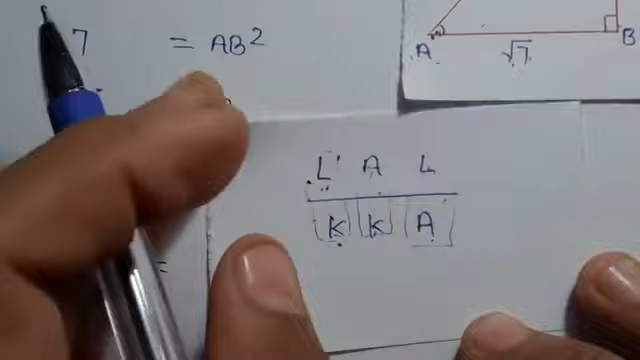 7 = AB²
A √7 B
L A L
K K A
=